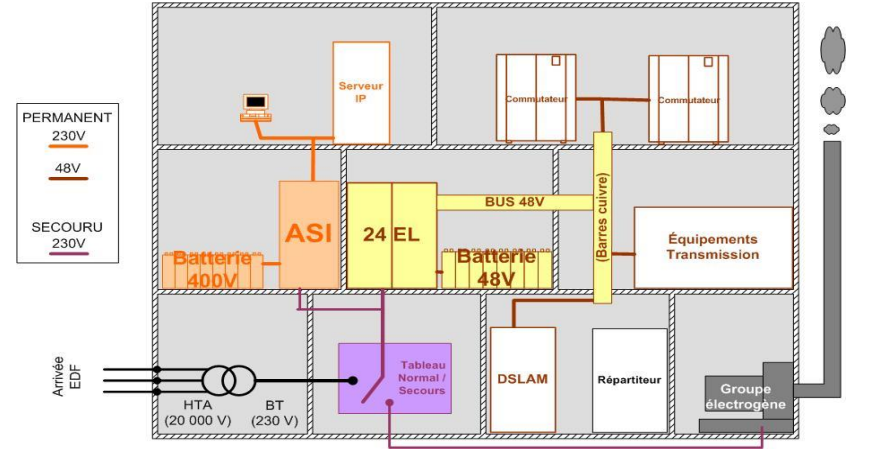 PERMANENT
230V
48V
SECOURU
230V
Serveur
IP
Commutateur
Commutateur
ASI
Batterie
400V
24 EL
BUS 48V
Batterie
48V
(Barres cuivre)
Équipements
Transmission
Arrivée
EDF
HTA
(20 000 V)
BT
(230 V)
Tableau
Normal /
Secours
DSLAM
Répartiteur
Groupe
électrogène